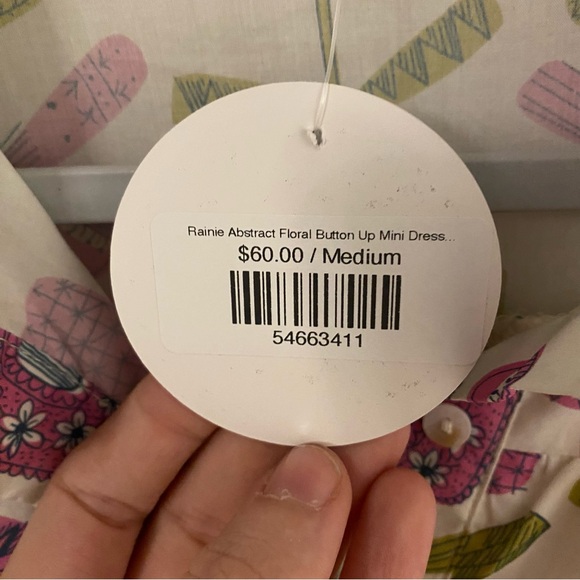 Rainie Abstract Floral Button Up Mini Dress...
$60.00 / Medium
54663411